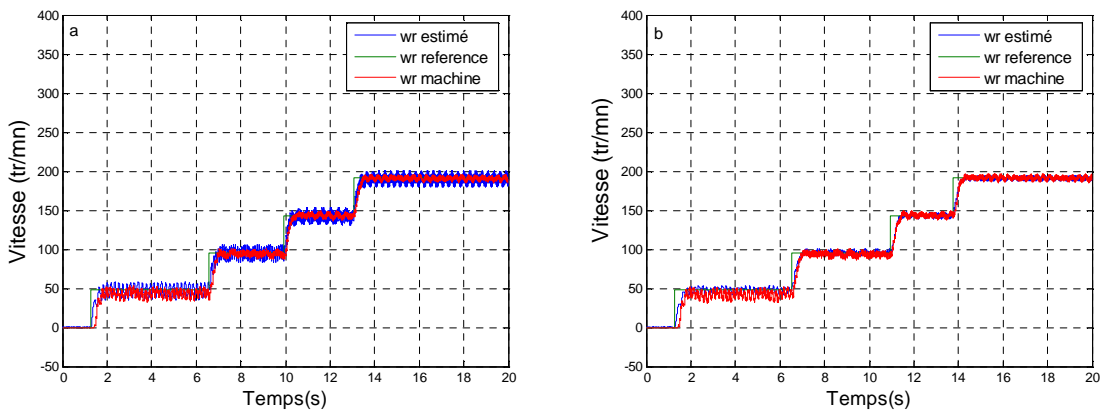 a
wr estimé
wr reference
wr machine
Vitesse (tr/mn)
400
350
300
250
200
150
100
50
0
-50
0 2 4 6 8 10 12 14 16 18 20
Temps(s)
b
wr estimé
wr reference
wr machine
Vitesse (tr/mn)
400
350
300
250
200
150
100
50
0
-50
0 2 4 6 8 10 12 14 16 18 20
Temps(s)